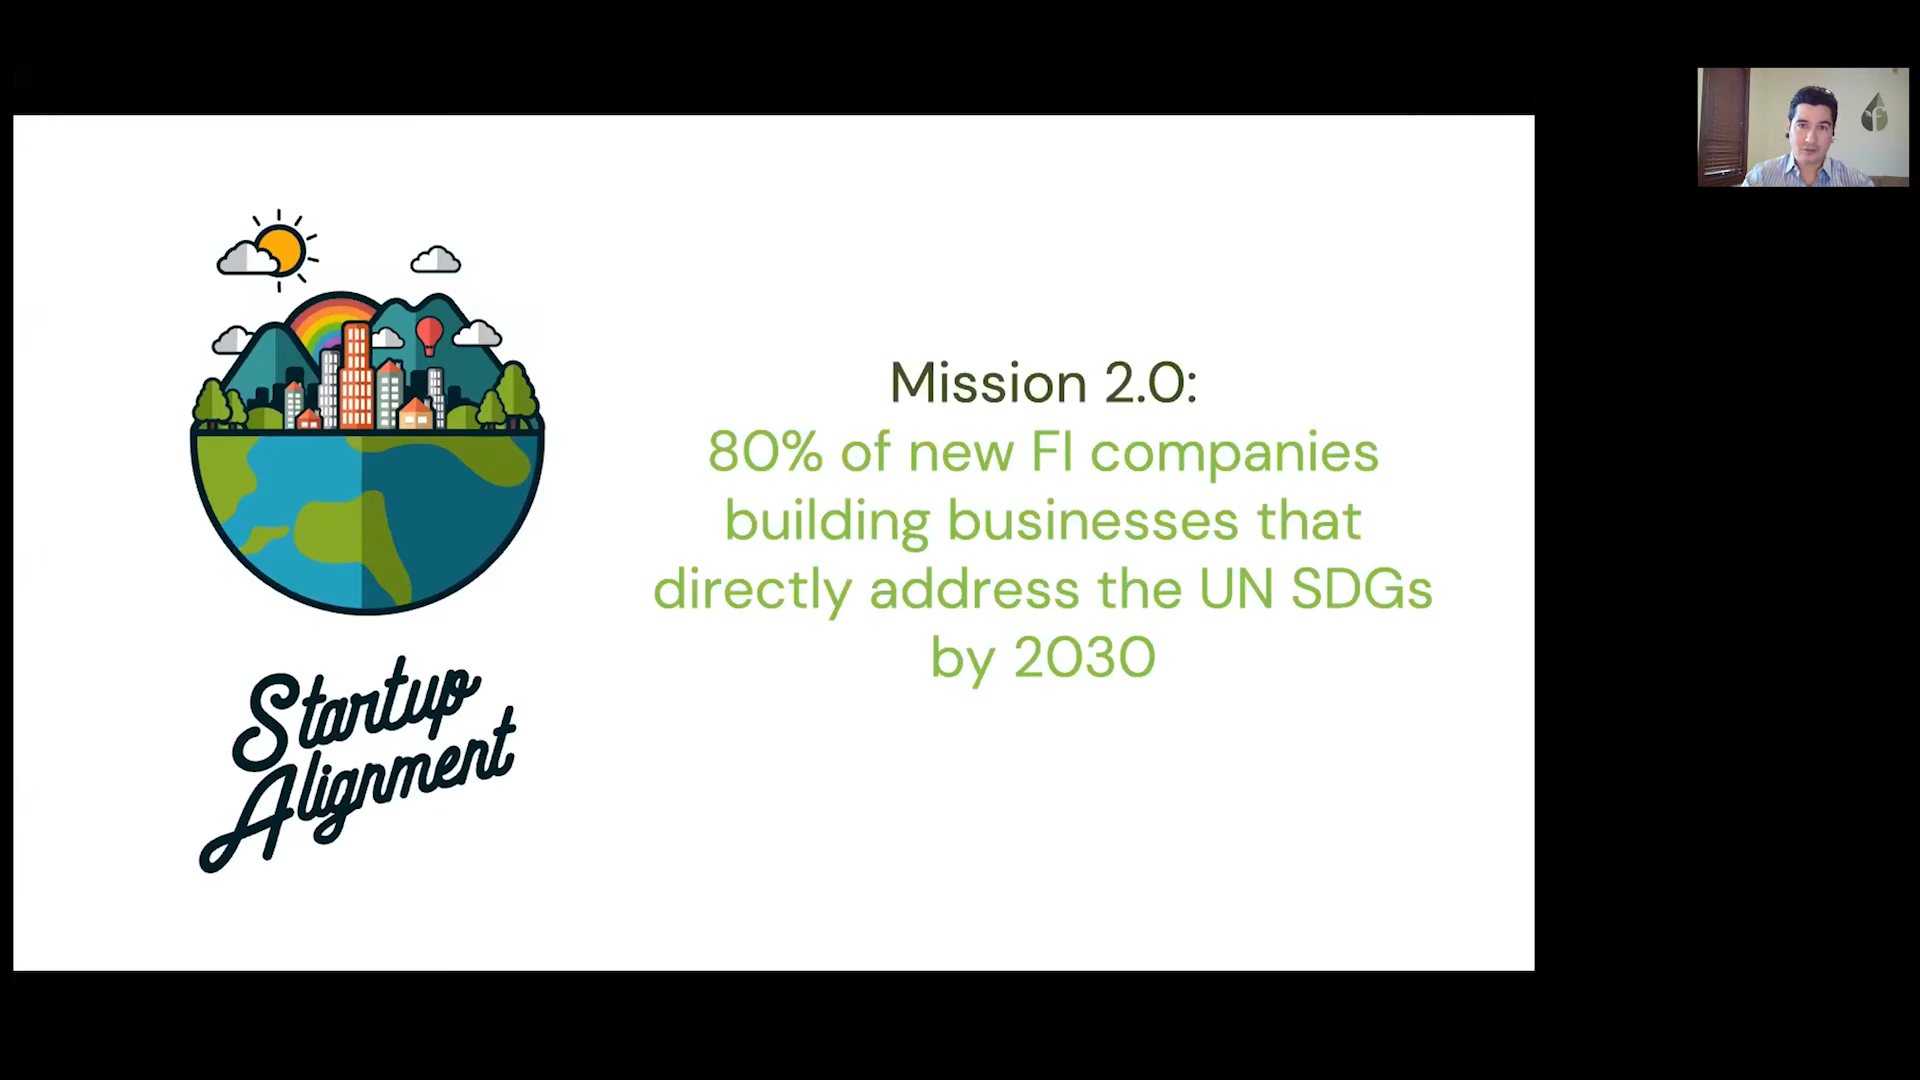 Mission 2.0:
80% of new FI companies
building businesses that
directly address the UN SDGs
by 2030
Startup
Alignment